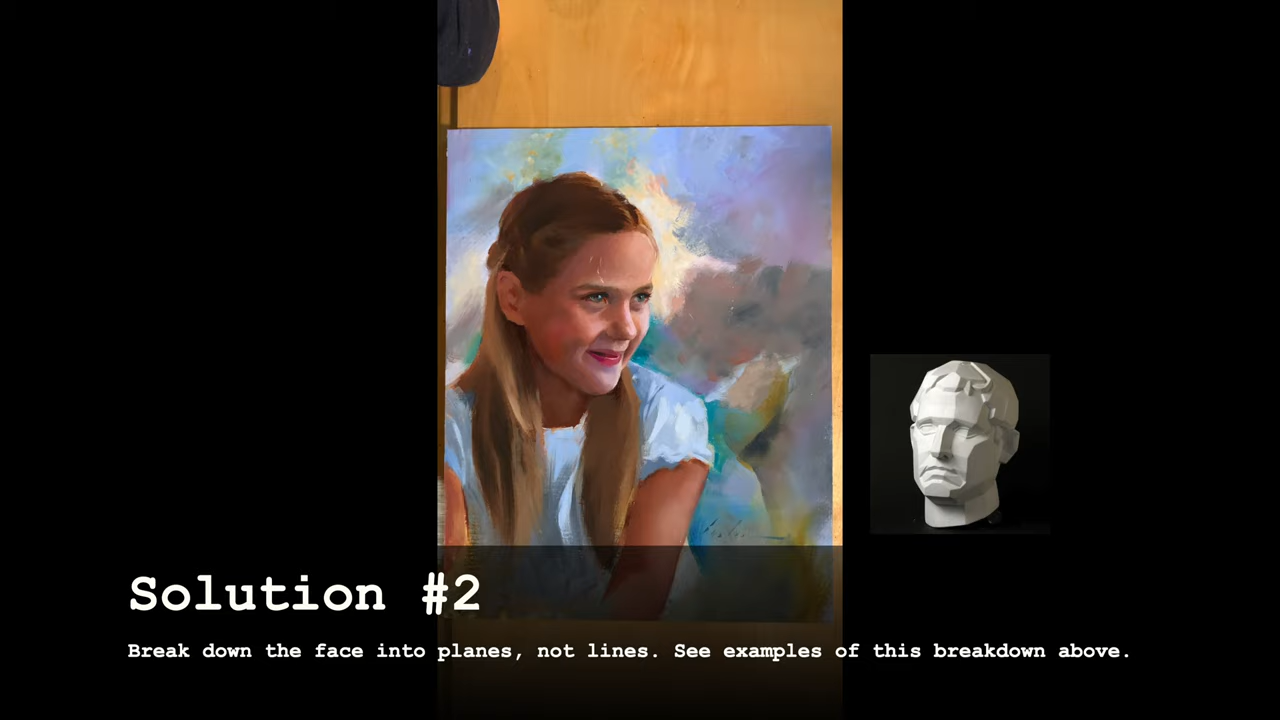 Solution #2
Break down the face into planes, not lines. See examples of this breakdown above.